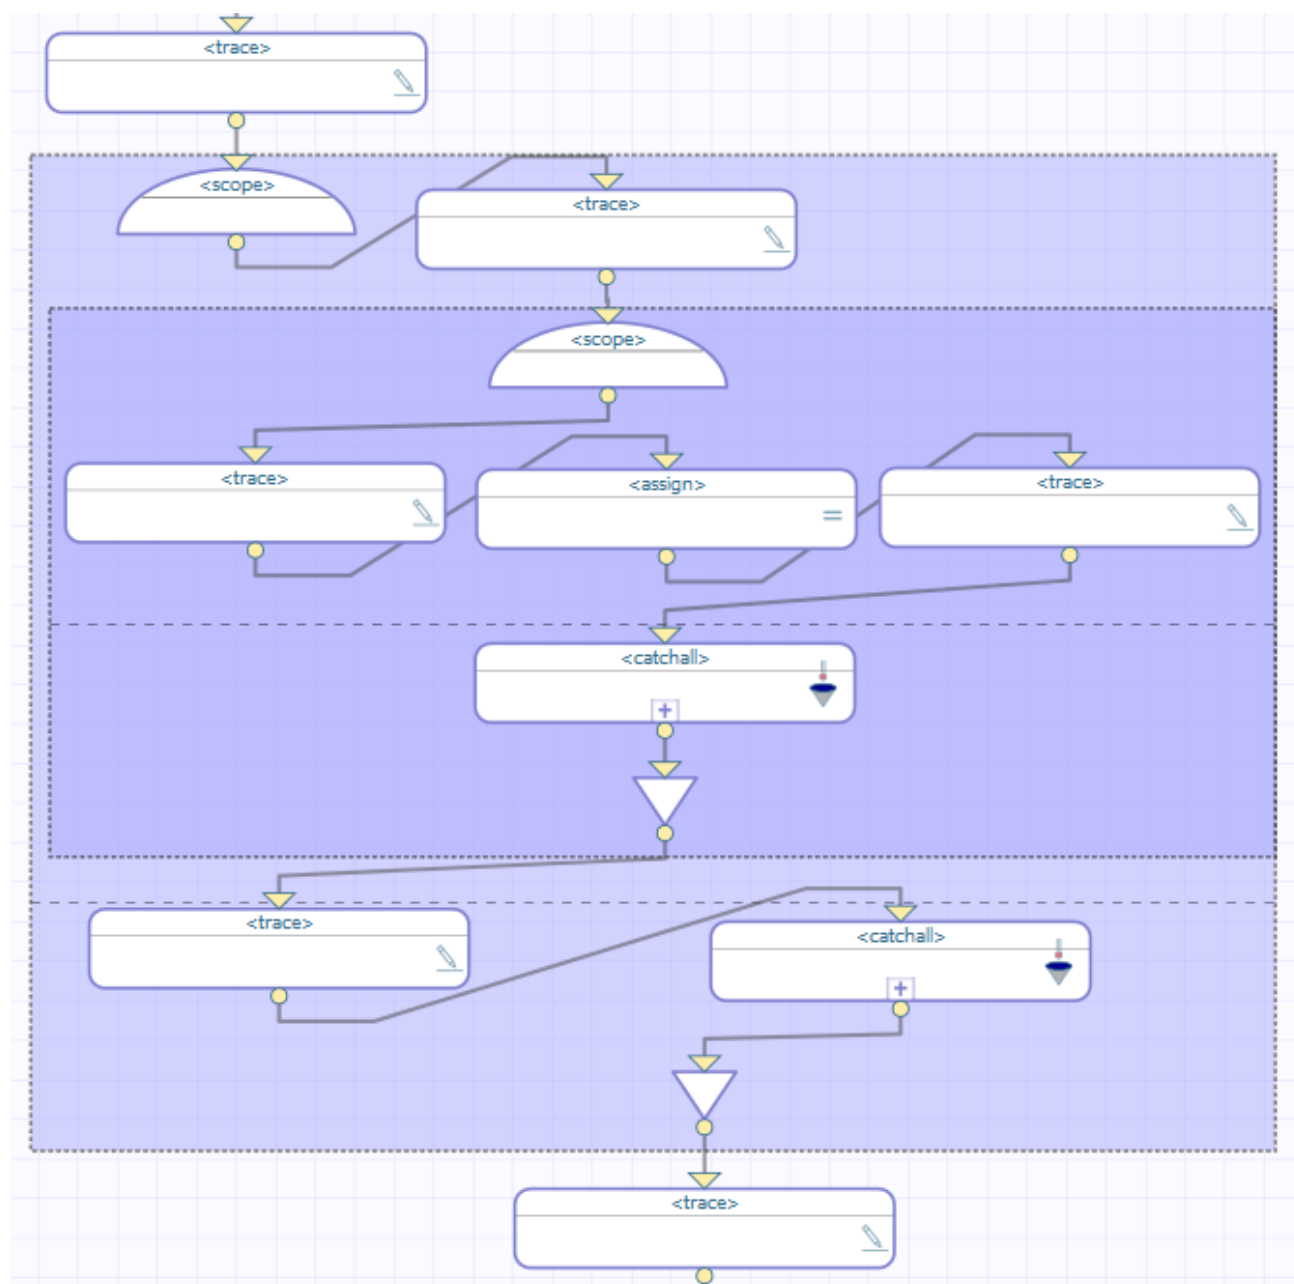 <trace>
<scope>
<trace>
<scope>
<trace>
<assign>
=
<trace>
<catchall>
+
<trace>
<catchall>
+
<trace>